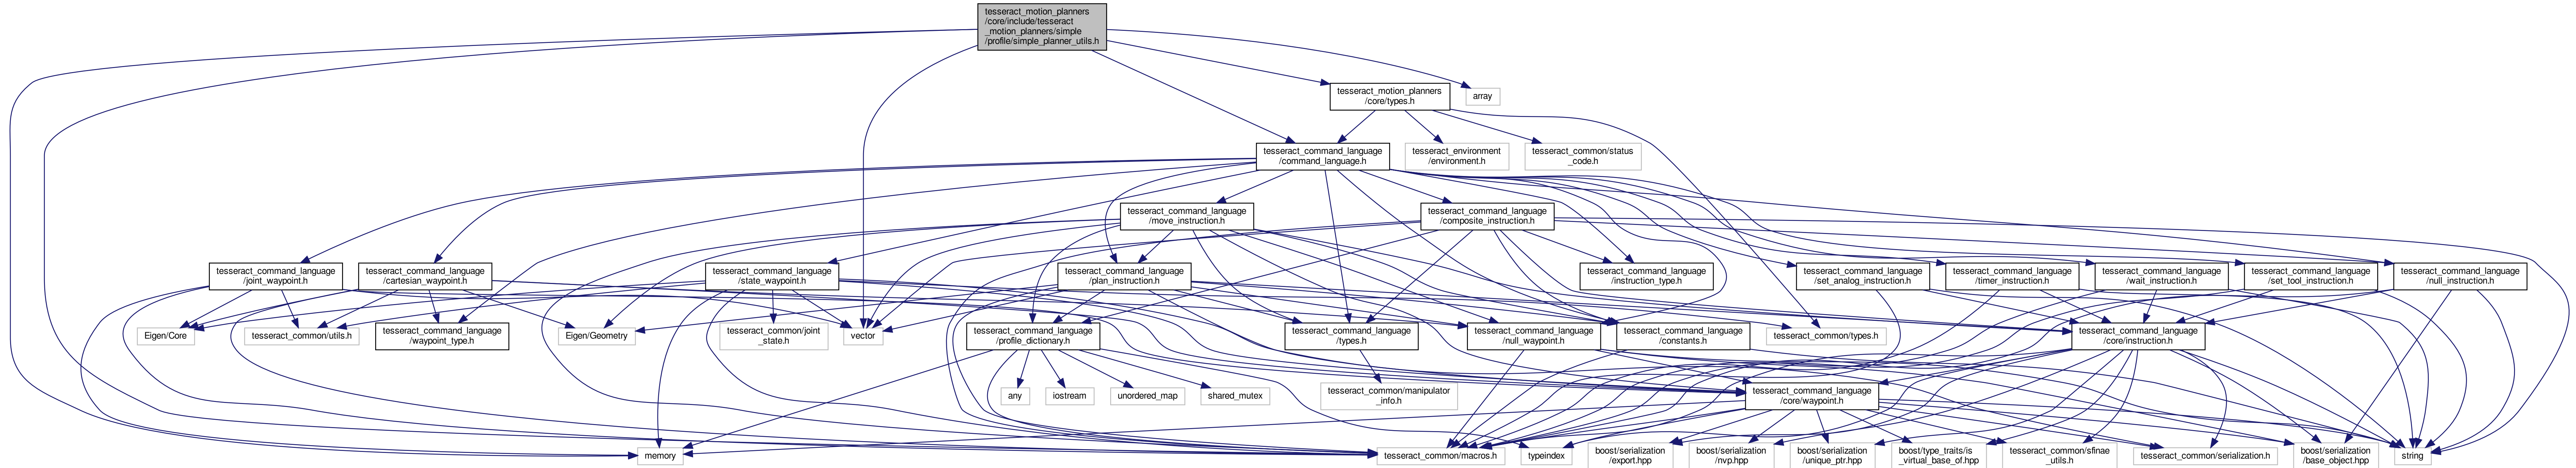 tesseract_motion_planners
/core/include/tesseract
_motion_planners/simple
/profile/simple_planner_utils.h
tesseract_motion_planners
/core/types.h
array
tesseract_command_language
/command_language.h
tesseract_environment
/environment.h
tesseract_common/status
_code.h
tesseract_command_language
/move_instruction.h
tesseract_command_language
/composite_instruction.h
tesseract_command_language
/joint_waypoint.h
tesseract_command_language
/cartesian_waypoint.h
tesseract_command_language
/state_waypoint.h
tesseract_command_language
/plan_instruction.h
tesseract_command_language
/instruction_type.h
tesseract_command_language
/set_analog_instruction.h
tesseract_command_language
/timer_instruction.h
tesseract_command_language
/wait_instruction.h
tesseract_command_language
/set_tool_instruction.h
tesseract_command_language
/null_instruction.h
Eigen/Core
tesseract_common/utils.h
tesseract_command_language
/waypoint_type.h
Eigen/Geometry
tesseract_common/joint
_state.h
vector
tesseract_command_language
/profile_dictionary.h
tesseract_command_language
/types.h
tesseract_command_language
/null_waypoint.h
tesseract_command_language
/constants.h
tesseract_common/types.h
tesseract_command_language
/core/instruction.h
any
iostream
unordered_map
shared_mutex
tesseract_common/manipulator
_info.h
tesseract_command_language
/core/waypoint.h
memory
tesseract_common/macros.h
typeindex
boost/serialization
/export.hpp
boost/serialization
/nvp.hpp
boost/serialization
/unique_ptr.hpp
boost/type_traits/is
_virtual_base_of.hpp
tesseract_common/sfinae
_utils.h
tesseract_common/serialization.h
boost/serialization
/base_object.hpp
string